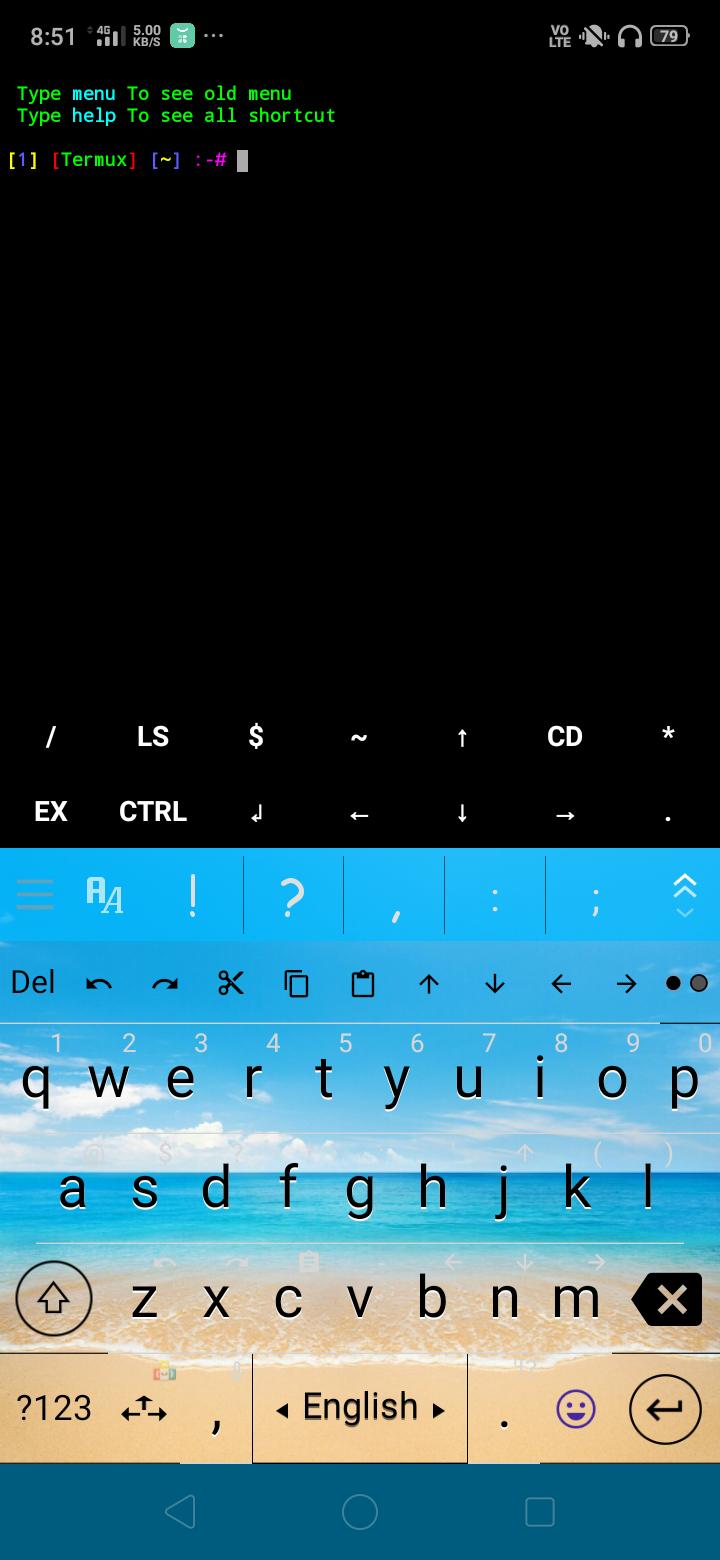 8:51 4G 5.00 KB/S ... VO LTE 79
Type menu To see old menu
Type help To see all shortcut
[1] [Termux] [~] :-#
/ LS $ ~ ↑ CD *
EX CTRL ↲ ← ↓ → .
AA ! ? , : ;
Del ↑ ↓ ← →
1 2 3 4 5 6 7 8 9 0
q w e r t y u i o p
@ $ ? ↑ ( )
a s d f g h j k l
← ↓ →
z x c v b n m
?123 , ◂ English ▸ .